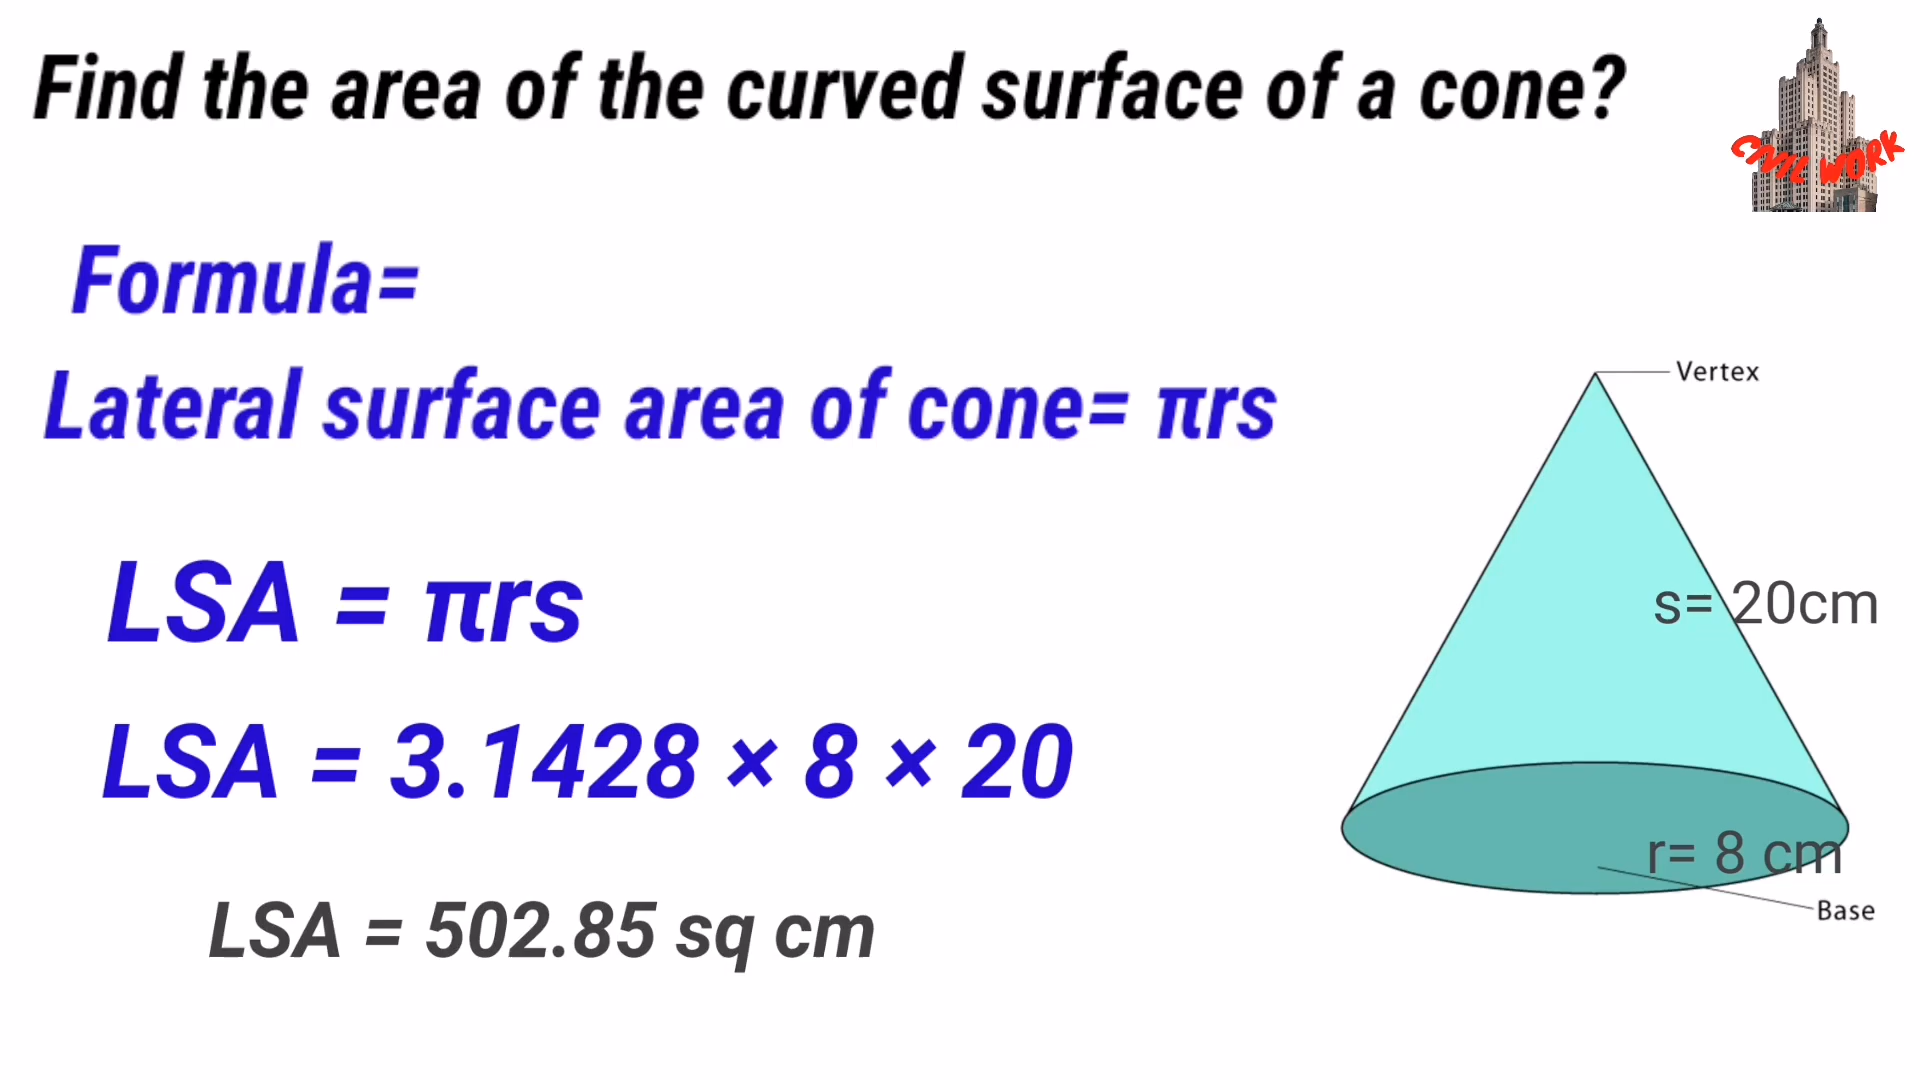 Find the area of the curved surface of a cone?
CIVIL WORK
Formula=
Lateral surface area of cone= πrs
Vertex
LSA = πrs
s= 20cm
LSA = 3.1428 × 8 × 20
r= 8 cm
Base
LSA = 502.85 sq cm